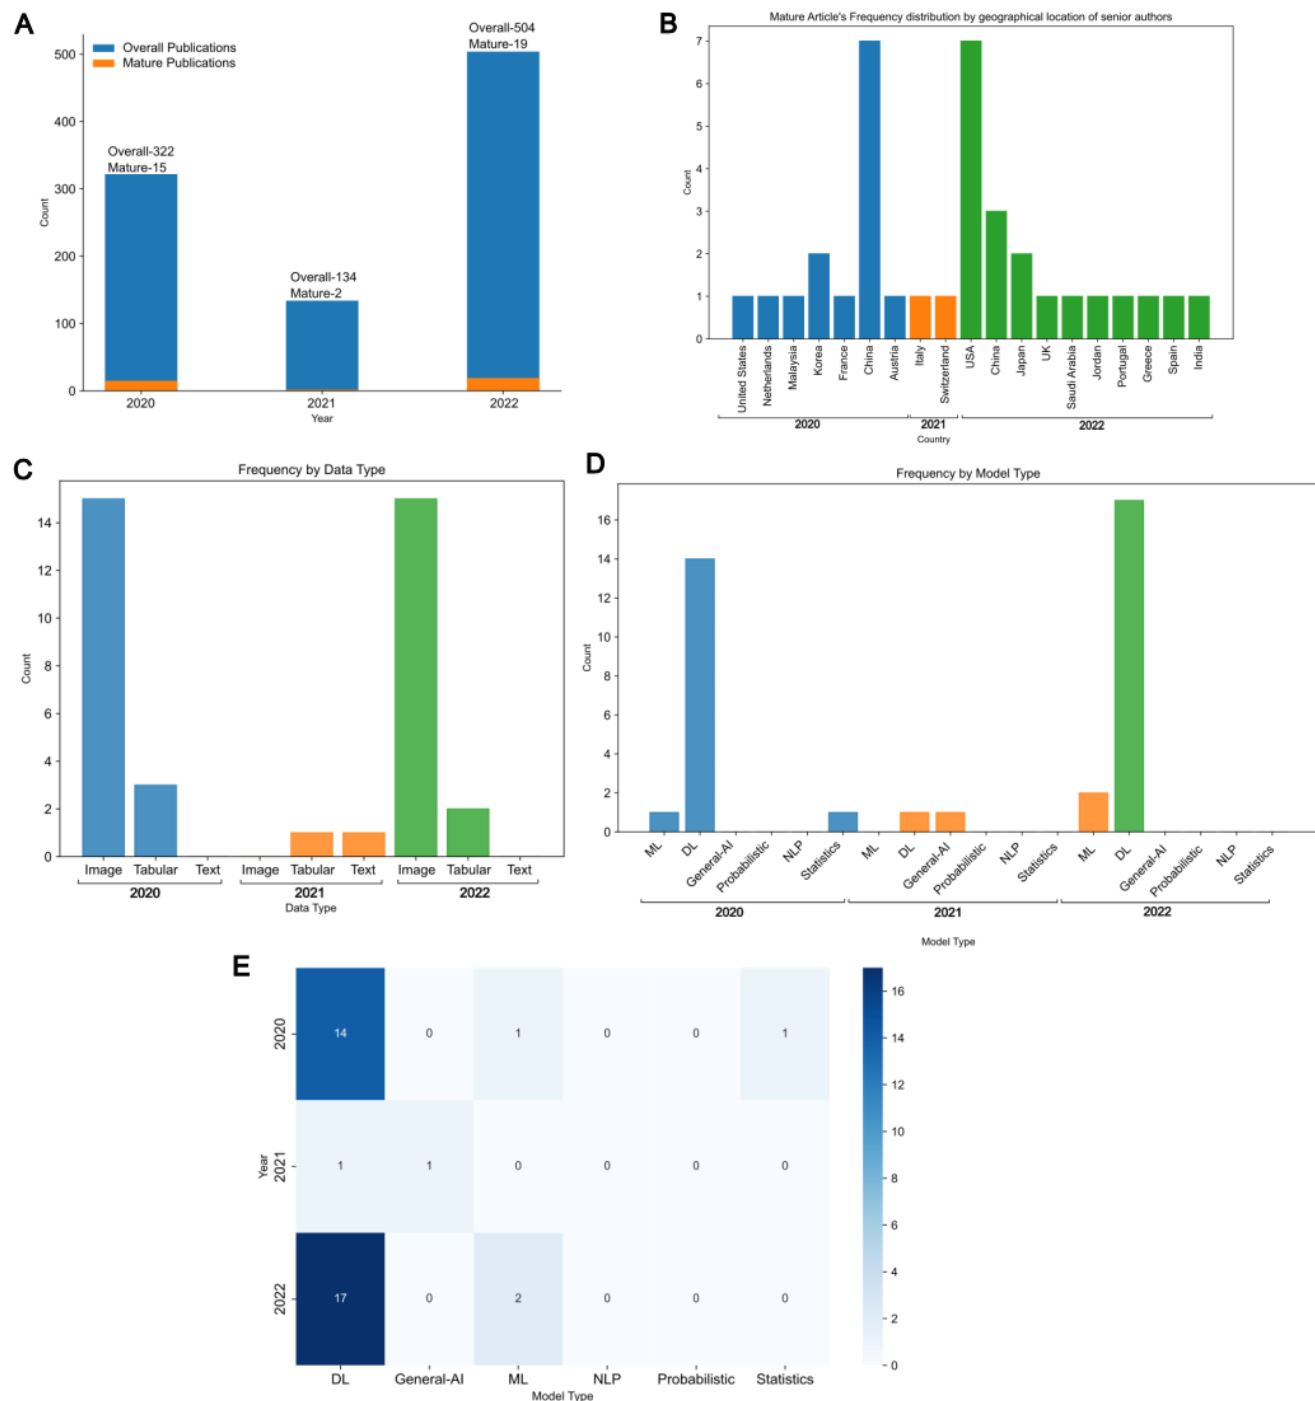 A
Overall Publications
Mature Publications
Overall-322
Mature-15
Overall-134
Mature-2
Overall-504
Mature-19
500
400
300
200
100
0
Count
2020 2021 2022
Year
B
Mature Article's Frequency distribution by geographical location of senior authors
7
6
5
4
3
2
1
0
Count
United States Netherlands Malaysia Korea France China Austria Italy Switzerland USA China Japan UK Saudi Arabia Jordan Portugal Greece Spain India
2020 2021 2022
Country
C
Frequency by Data Type
14
12
10
8
6
4
2
0
Count
Image Tabular Text Image Tabular Text Image Tabular Text
2020 2021 2022
Data Type
D
Frequency by Model Type
16
14
12
10
8
6
4
2
0
Count
ML DL General-AI Probabilistic NLP Statistics ML DL General-AI Probabilistic NLP Statistics ML DL General-AI Probabilistic NLP Statistics
2020 2021 2022
Model Type
E
2020 14 0 1 0 0 1
2021 1 1 0 0 0 0
2022 17 0 2 0 0 0
Year
DL General-AI ML NLP Probabilistic Statistics
Model Type
16
14
12
10
8
6
4
2
0